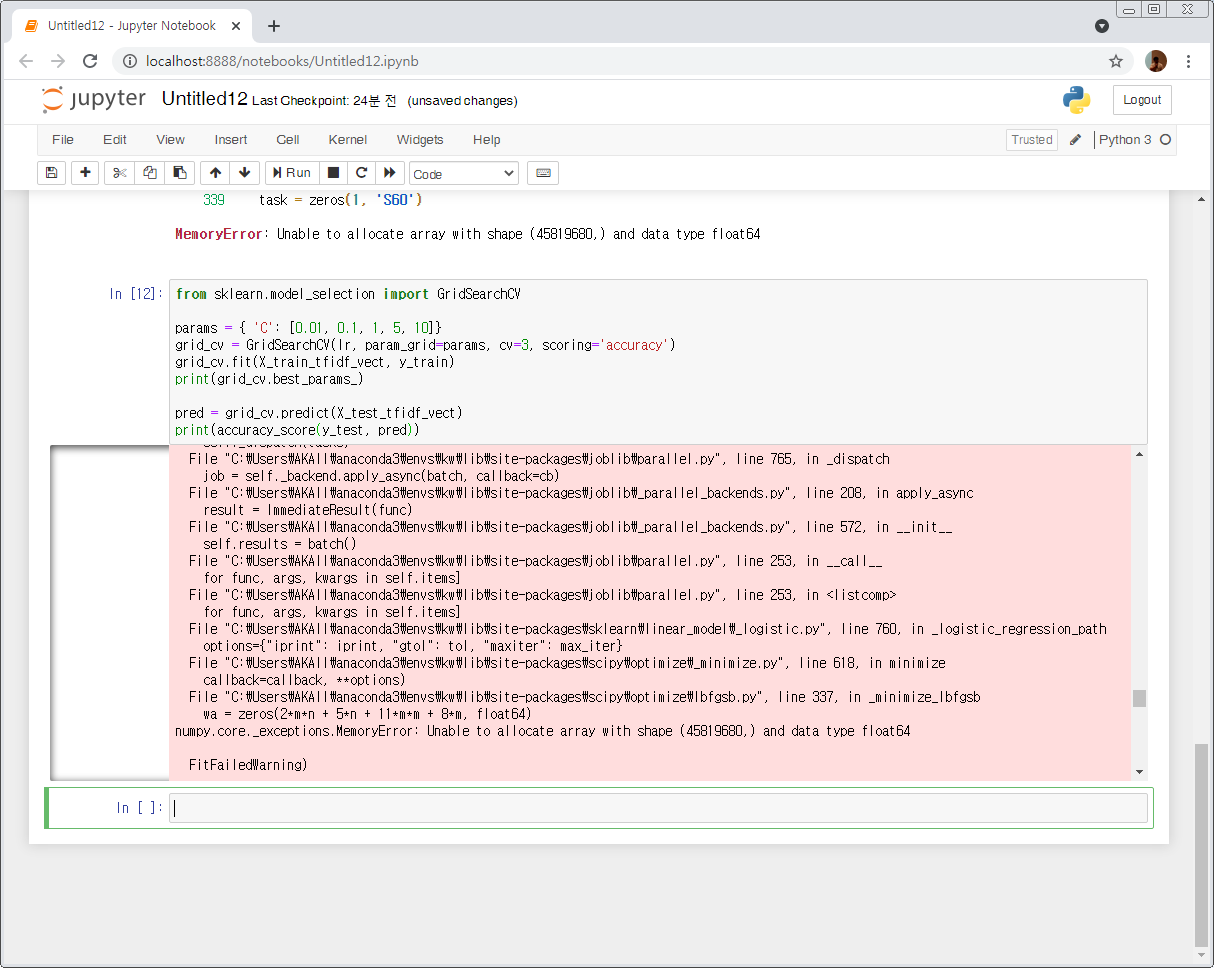 Untitled12 - Jupyter Notebook
localhost:8888/notebooks/Untitled12.ipynb
jupyter Untitled12 Last Checkpoint: 24분 전 (unsaved changes)
Logout
File Edit View Insert Cell Kernel Widgets Help
Trusted Python 3
Run Code
339 task = zeros(1, 'S60')
MemoryError: Unable to allocate array with shape (45819680,) and data type float64
In [12]: from sklearn.model_selection import GridSearchCV
params = { 'C': [0.01, 0.1, 1, 5, 10]}
grid_cv = GridSearchCV(lr, param_grid=params, cv=3, scoring='accuracy')
grid_cv.fit(X_train_tfidf_vect, y_train)
print(grid_cv.best_params_)
pred = grid_cv.predict(X_test_tfidf_vect)
print(accuracy_score(y_test, pred))
self._dispatch(tasks)
File "C:₩Users₩AKAII₩anaconda3₩envs₩kw₩lib₩site-packages₩joblib₩parallel.py", line 765, in _dispatch
job = self._backend.apply_async(batch, callback=cb)
File "C:₩Users₩AKAII₩anaconda3₩envs₩kw₩lib₩site-packages₩joblib₩_parallel_backends.py", line 208, in apply_async
result = ImmediateResult(func)
File "C:₩Users₩AKAII₩anaconda3₩envs₩kw₩lib₩site-packages₩joblib₩_parallel_backends.py", line 572, in __init__
self.results = batch()
File "C:₩Users₩AKAII₩anaconda3₩envs₩kw₩lib₩site-packages₩joblib₩parallel.py", line 253, in __call__
for func, args, kwargs in self.items]
File "C:₩Users₩AKAII₩anaconda3₩envs₩kw₩lib₩site-packages₩joblib₩parallel.py", line 253, in <listcomp>
for func, args, kwargs in self.items]
File "C:₩Users₩AKAII₩anaconda3₩envs₩kw₩lib₩site-packages₩sklearn₩linear_model₩_logistic.py", line 760, in _logistic_regression_path
options={"iprint": iprint, "gtol": tol, "maxiter": max_iter}
File "C:₩Users₩AKAII₩anaconda3₩envs₩kw₩lib₩site-packages₩scipy₩optimize₩_minimize.py", line 618, in minimize
callback=callback, **options)
File "C:₩Users₩AKAII₩anaconda3₩envs₩kw₩lib₩site-packages₩scipy₩optimize₩lbfgsb.py", line 337, in _minimize_lbfgsb
wa = zeros(2*m*n + 5*n + 11*m*m + 8*m, float64)
numpy.core._exceptions.MemoryError: Unable to allocate array with shape (45819680,) and data type float64
FitFailedWarning)
In [ ]: